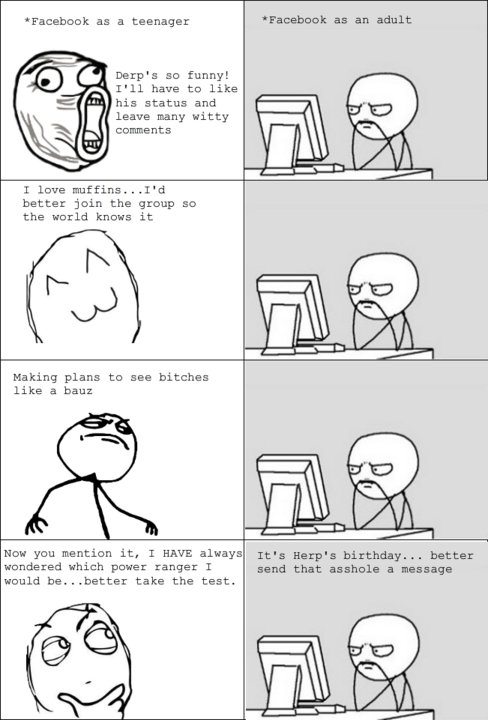 *Facebook as a teenager
*Facebook as an adult
Derp's so funny!
I'll have to like
his status and
leave many witty
comments
I love muffins...I'd
better join the group so
the world knows it
Making plans to see bitches
like a bauz
Now you mention it, I HAVE always
wondered which power ranger I
would be...better take the test.
It's Herp's birthday... better
send that asshole a message